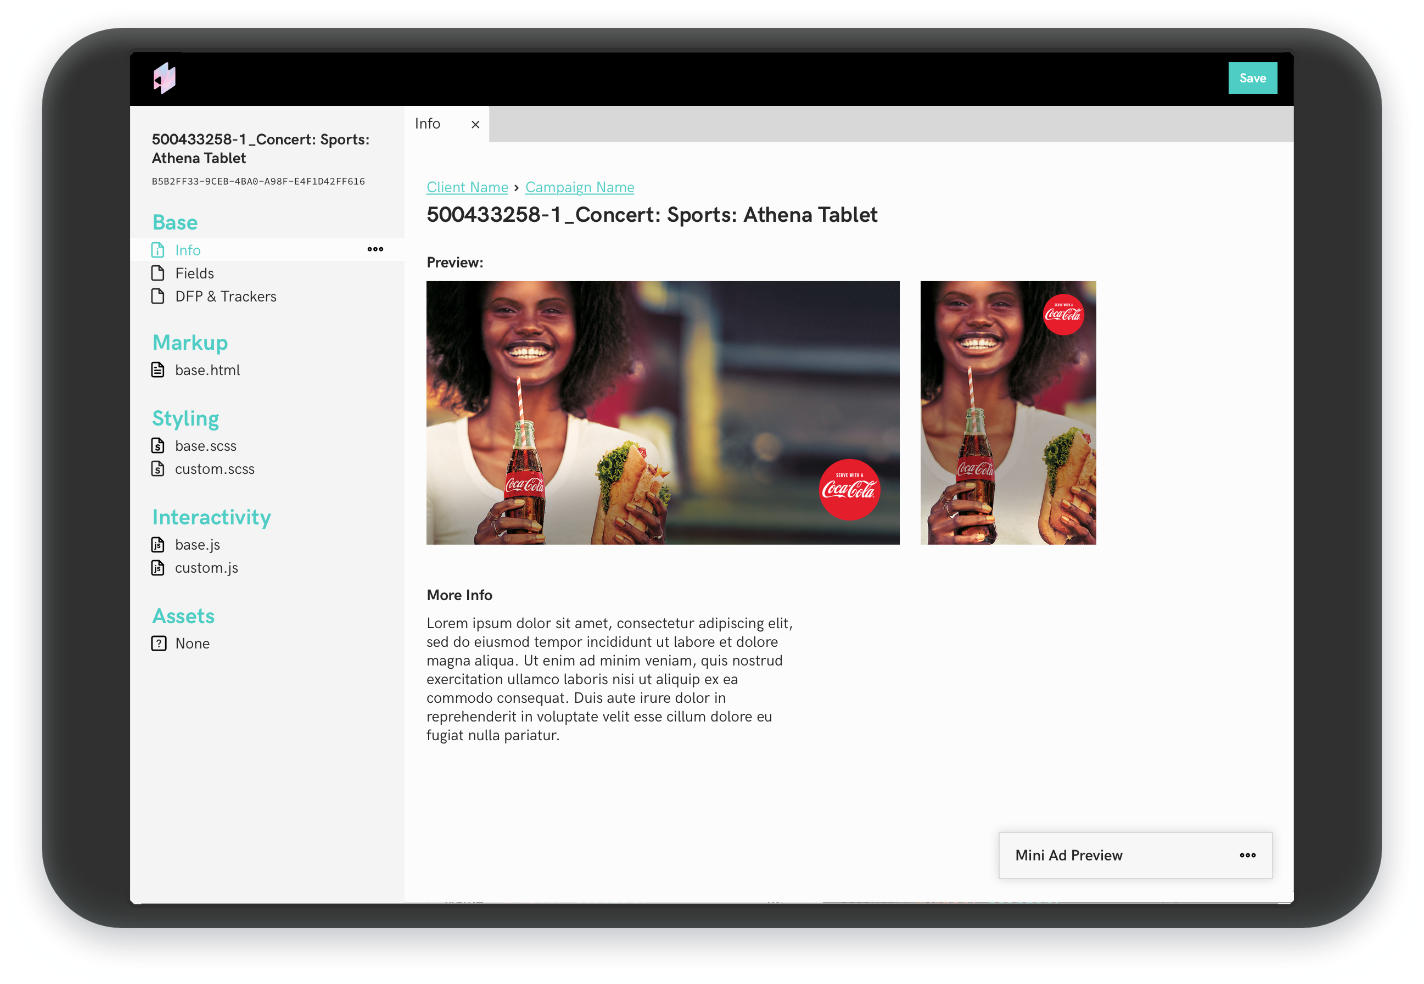 Save
500433258-1_Concert: Sports:
Athena Tablet
B5B2FF33-9CEB-4BA0-A98F-E4F1D42FF616
Base
Info
Fields
DFP & Trackers
Markup
base.html
Styling
base.scss
custom.scss
Interactivity
base.js
custom.js
Assets
None
Info ×
Client Name › Campaign Name
500433258-1_Concert: Sports: Athena Tablet
Preview:
Coca-Cola
SERVE WITH A
Coca-Cola
Coca-Cola
SERVE WITH A
Coca-Cola
More Info
Lorem ipsum dolor sit amet, consectetur adipiscing elit,
sed do eiusmod tempor incididunt ut labore et dolore
magna aliqua. Ut enim ad minim veniam, quis nostrud
exercitation ullamco laboris nisi ut aliquip ex ea
commodo consequat. Duis aute irure dolor in
reprehenderit in voluptate velit esse cillum dolore eu
fugiat nulla pariatur.
Mini Ad Preview